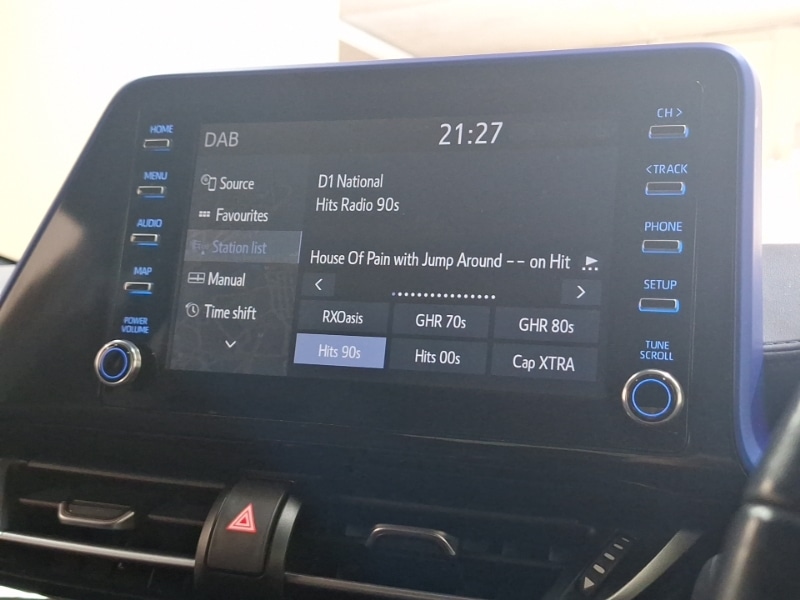 HOME
MENU
AUDIO
MAP
POWER
VOLUME
DAB
21:27
Source
Favourites
Station list
Manual
Time shift
D1 National
Hits Radio 90s
House Of Pain with Jump Around –– on Hit
RXOasis
GHR 70s
GHR 80s
Hits 90s
Hits 00s
Cap XTRA
CH >
<TRACK
PHONE
SETUP
TUNE
SCROLL